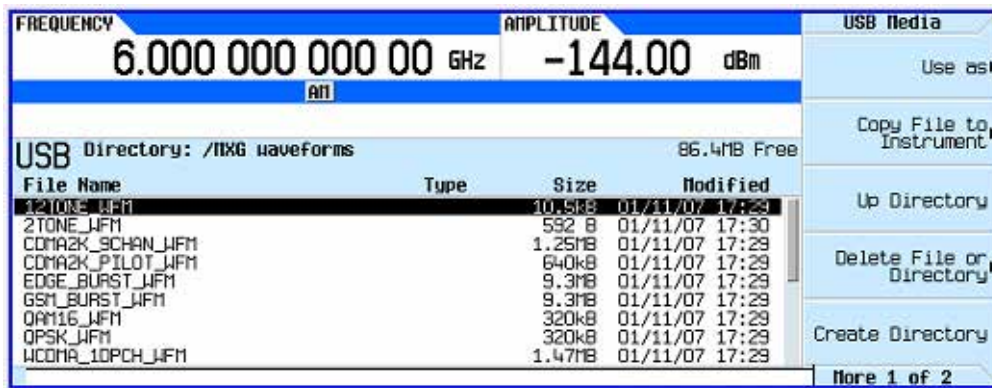 FREQUENCY
6.000 000 000 00 GHz
AMPLITUDE
-144.00 dBm
AM
USB Directory: /MXG waveforms 86.4MB Free
File Name Type Size Modified
12TONE_WFM 10.5kB 01/11/07 17:29
2TONE_WFM 592 B 01/11/07 17:30
CDMA2K_9CHAN_WFM 1.25MB 01/11/07 17:29
CDMA2K_PILOT_WFM 640kB 01/11/07 17:29
EDGE_BURST_WFM 9.3MB 01/11/07 17:29
GSM_BURST_WFM 9.3MB 01/11/07 17:29
QAM16_WFM 320kB 01/11/07 17:29
QPSK_WFM 320kB 01/11/07 17:29
WCDMA_1DPCH_WFM 1.47MB 01/11/07 17:29
USB Media
Use as
Copy File to
Instrument
Up Directory
Delete File or
Directory
Create Directory
More 1 of 2